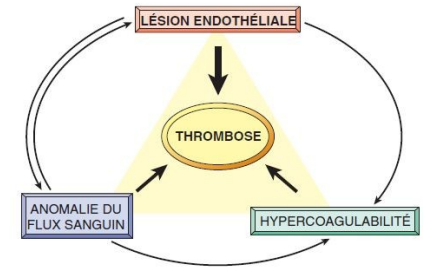 LÉSION ENDOTHÉLIALE
THROMBOSE
ANOMALIE DU
FLUX SANGUIN
HYPERCOAGULABILITÉ